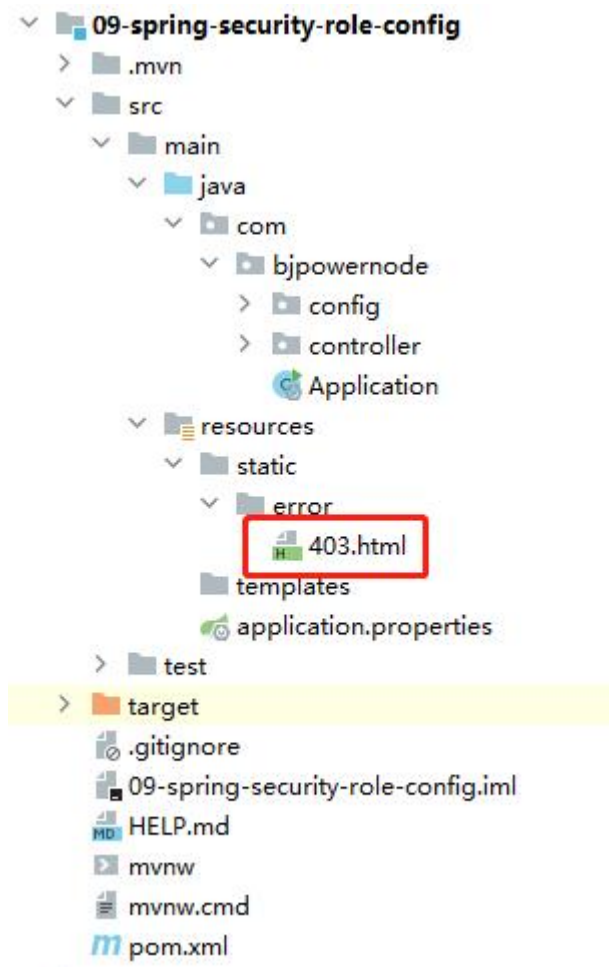 09-spring-security-role-config
.mvn
src
main
java
com
bjpowernode
config
controller
Application
resources
static
error
403.html
templates
application.properties
test
target
.gitignore
09-spring-security-role-config.iml
HELP.md
mvnw
mvnw.cmd
pom.xml